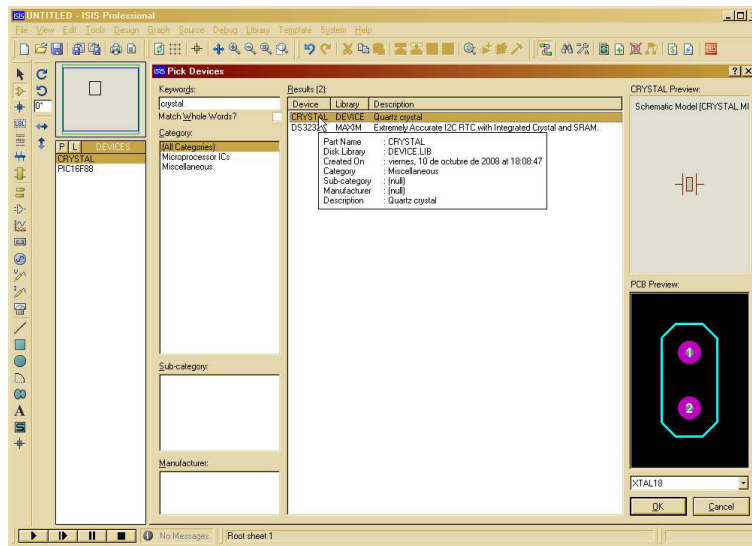 UNTITLED - ISIS Professional
File View Edit Tools Design Graph Source Debug Library Template System Help
Pick Devices
Keywords:
crystal
Match Whole Words?
Category:
(All Categories)
Microprocessor ICs
Miscellaneous
Sub-category:
Manufacturer:
Results (2):
Device Library Description
CRYSTAL DEVICE Quartz crystal
DS3232 MAXIM Extremely Accurate I2C RTC with Integrated Crystal and SRAM.
Part Name : CRYSTAL
Disk Library : DEVICE.LIB
Created On : viernes, 10 de octubre de 2008 at 18:08:47
Category : Miscellaneous
Sub-category : (null)
Manufacturer : (null)
Description : Quartz crystal
CRYSTAL Preview:
Schematic Model [CRYSTAL.MI
PCB Preview:
1
2
XTAL18
OK Cancel
0°
P L DEVICES
CRYSTAL
PIC16F88
A
No Messages Root sheet 1